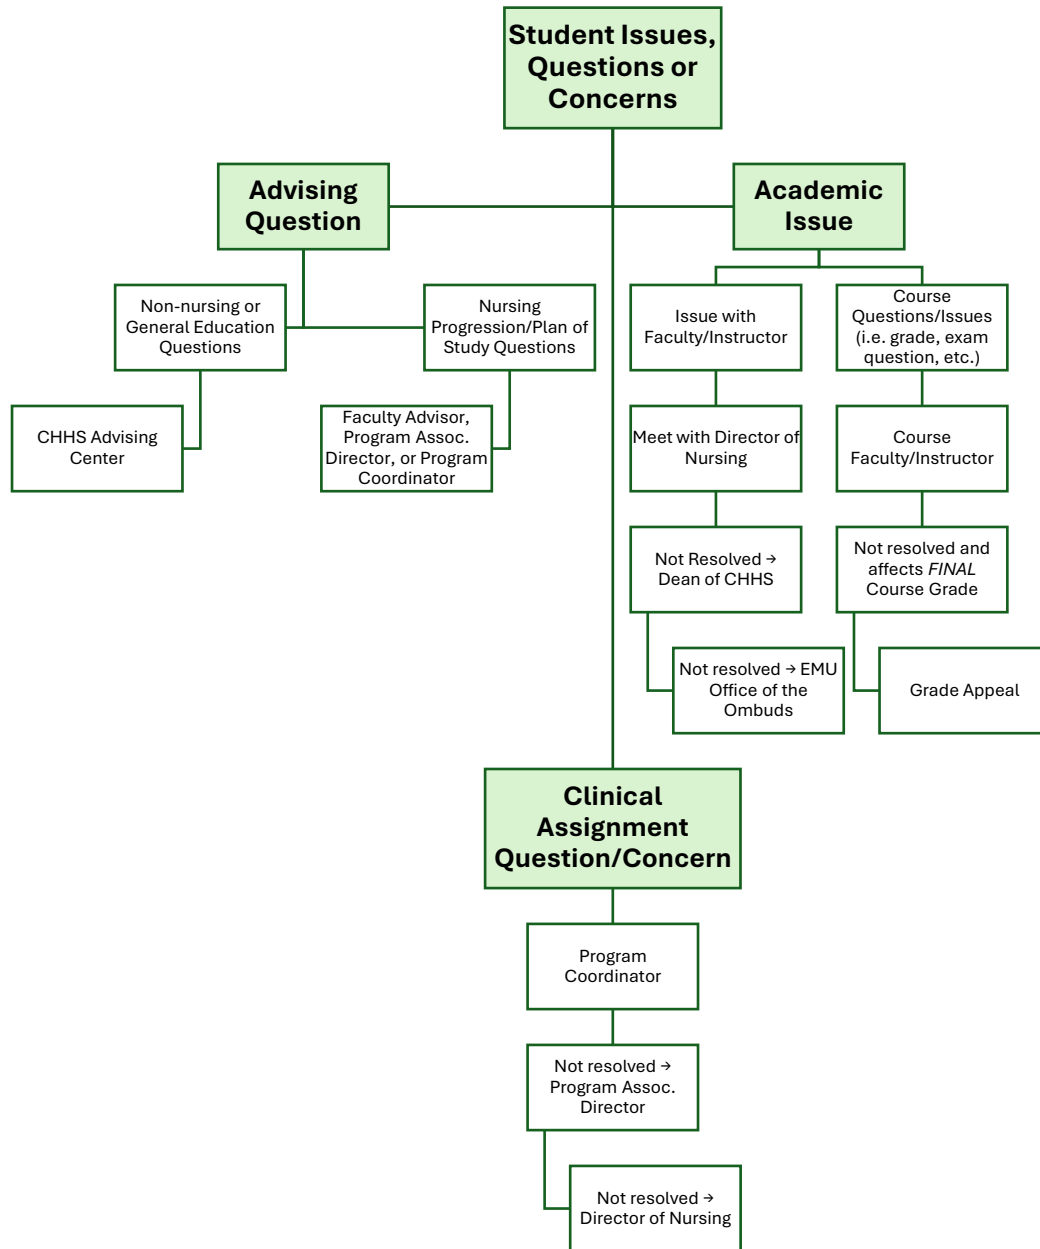 Student Issues,
Questions or
Concerns
Advising
Question
Academic
Issue
Non-nursing or
General Education
Questions
Nursing
Progression/Plan of
Study Questions
Issue with
Faculty/Instructor
Course
Questions/Issues
(i.e. grade, exam
question, etc.)
CHHS Advising
Center
Faculty Advisor,
Program Assoc.
Director, or Program
Coordinator
Meet with Director of
Nursing
Course
Faculty/Instructor
Not Resolved →
Dean of CHHS
Not resolved and
affects FINAL
Course Grade
Not resolved → EMU
Office of the
Ombuds
Grade Appeal
Clinical
Assignment
Question/Concern
Program
Coordinator
Not resolved →
Program Assoc.
Director
Not resolved →
Director of Nursing